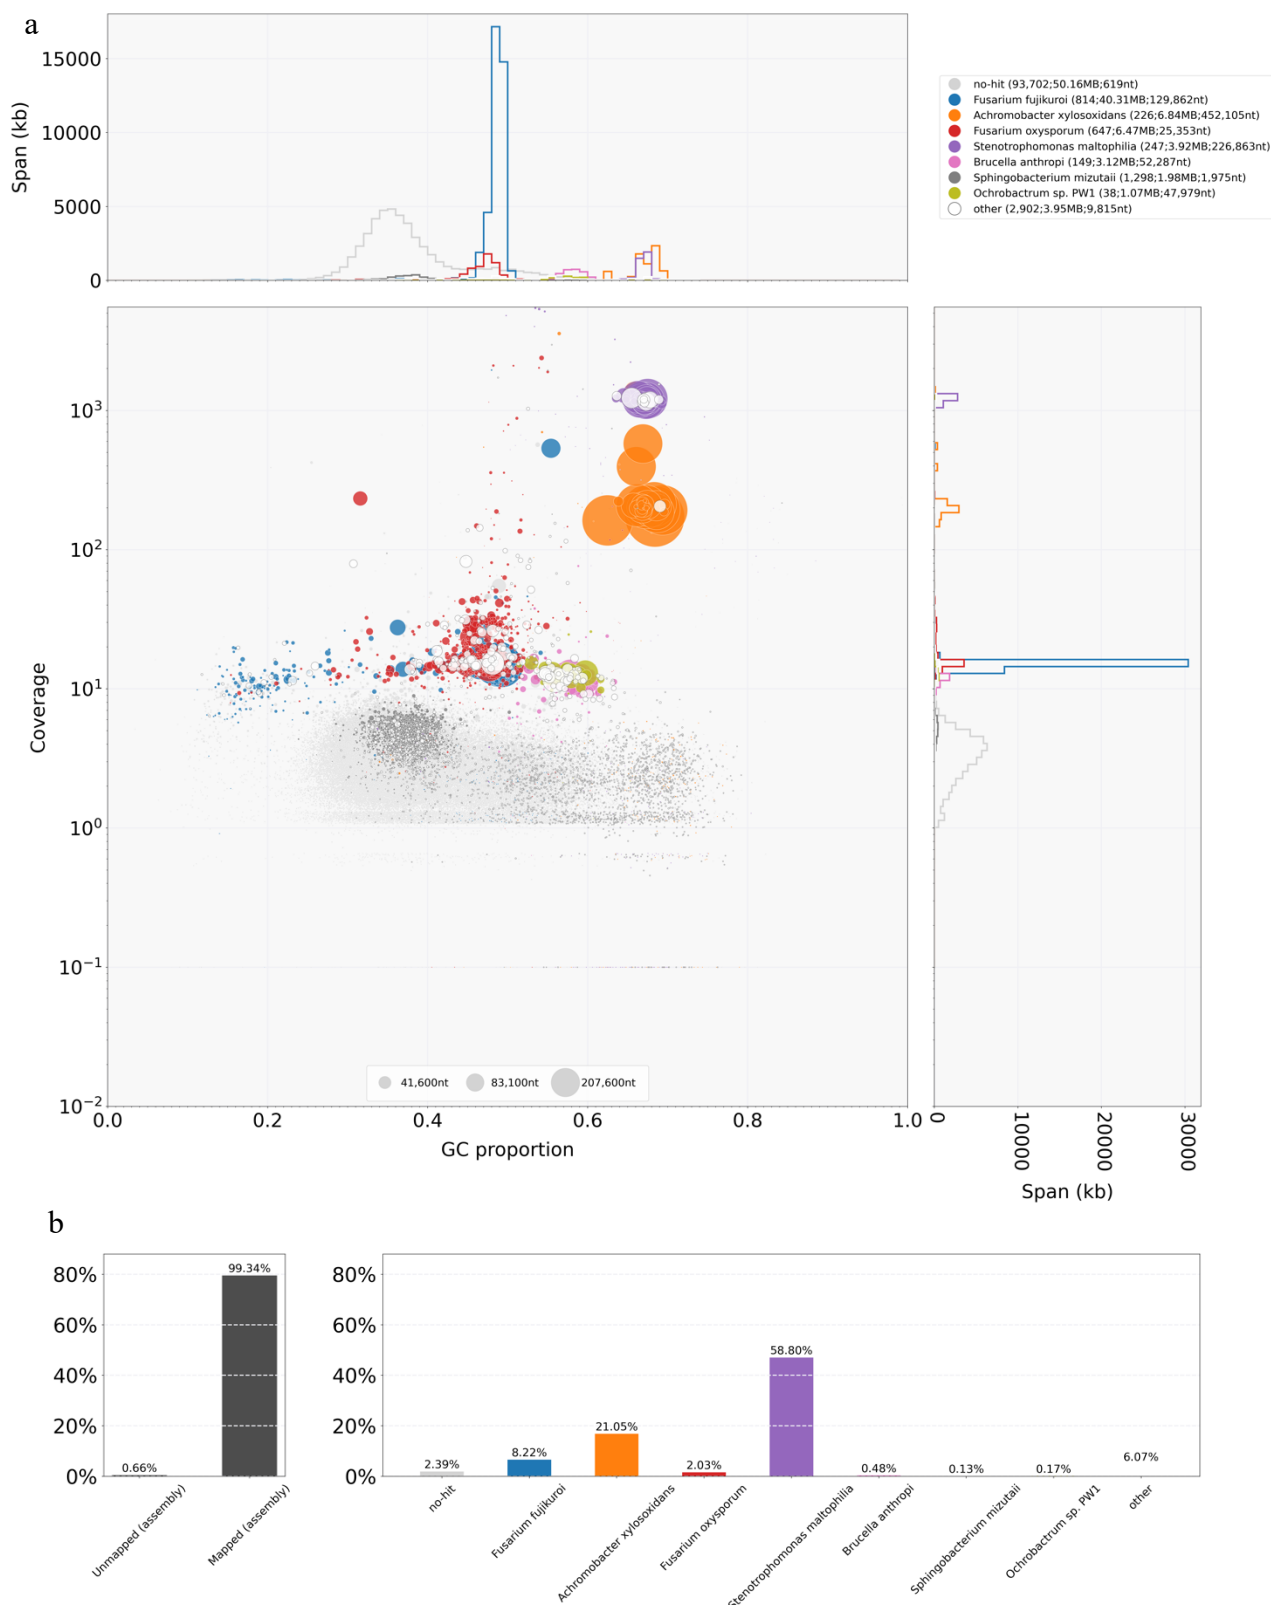 a
Span (kb)
15000
10000
5000
0
no-hit (93,702;50.16MB;619nt)
Fusarium fujikuroi (814;40.31MB;129,862nt)
Achromobacter xylosoxidans (226;6.84MB;452,105nt)
Fusarium oxysporum (647;6.47MB;25,353nt)
Stenotrophomonas maltophilia (247;3.92MB;226,863nt)
Brucella anthropi (149;3.12MB;52,287nt)
Sphingobacterium mizutaii (1,298;1.98MB;1,975nt)
Ochrobactrum sp. PW1 (38;1.07MB;47,979nt)
other (2,902;3.95MB;9,815nt)
Coverage
10³
10²
10¹
10⁰
10⁻¹
10⁻²
41,600nt 83,100nt 207,600nt
0.0 0.2 0.4 0.6 0.8 1.0
GC proportion
0 10000 20000 30000
Span (kb)
b
80%
60%
40%
20%
0%
0.66% 99.34%
Unmapped (assembly) Mapped (assembly)
80%
60%
40%
20%
0%
2.39% 8.22% 21.05% 2.03% 58.80% 0.48% 0.13% 0.17% 6.07%
no-hit
Fusarium fujikuroi
Achromobacter xylosoxidans
Fusarium oxysporum
Stenotrophomonas maltophilia
Brucella anthropi
Sphingobacterium mizutaii
Ochrobactrum sp. PW1
other